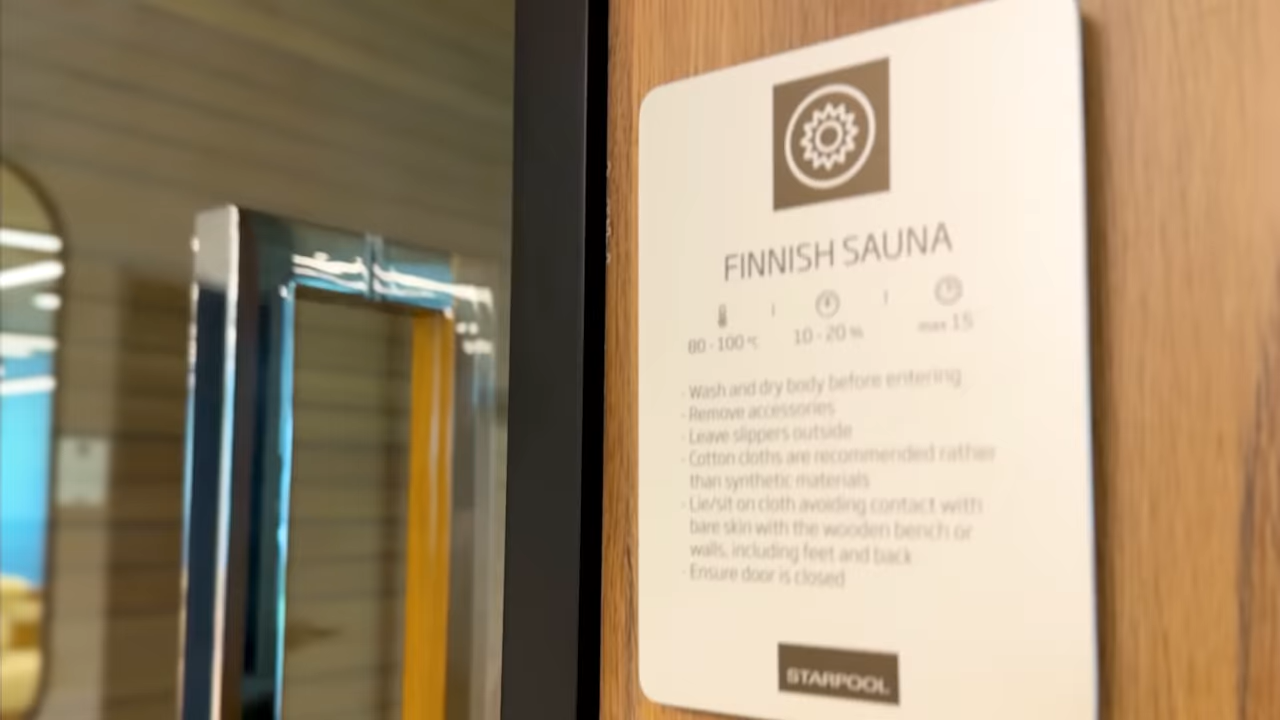 FINNISH SAUNA
80 - 100 °C
10 - 20 %
max 15
- Wash and dry body before entering
- Remove accessories
- Leave slippers outside
- Cotton cloths are recommended rather
than synthetic materials
- Lie/sit on cloth avoiding contact with
bare skin with the wooden bench or
walls, including feet and back
- Ensure door is closed
STARPOOL